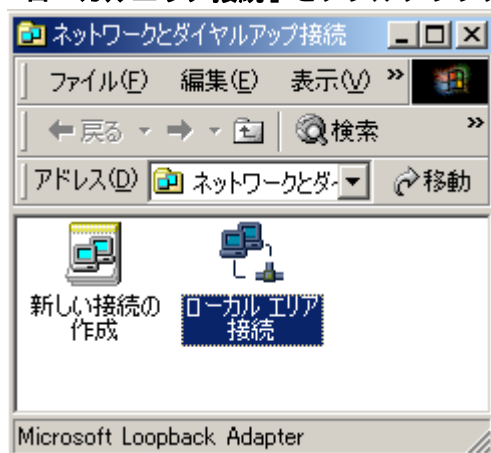 ネットワークとダイヤルアップ接続
ファイル(F) 編集(E) 表示(V) »
戻る 検索 »
アドレス(D) ネットワークとダイ 移動
新しい接続の
作成
ローカル エリア
接続
Microsoft Loopback Adapter